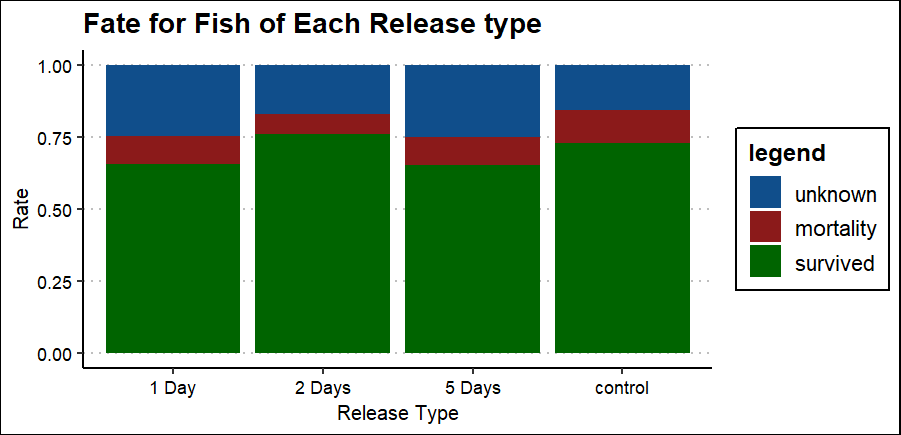 Fate for Fish of Each Release type
1.00
0.75
0.50
0.25
0.00
Rate
1 Day
2 Days
5 Days
control
Release Type
legend
unknown
mortality
survived